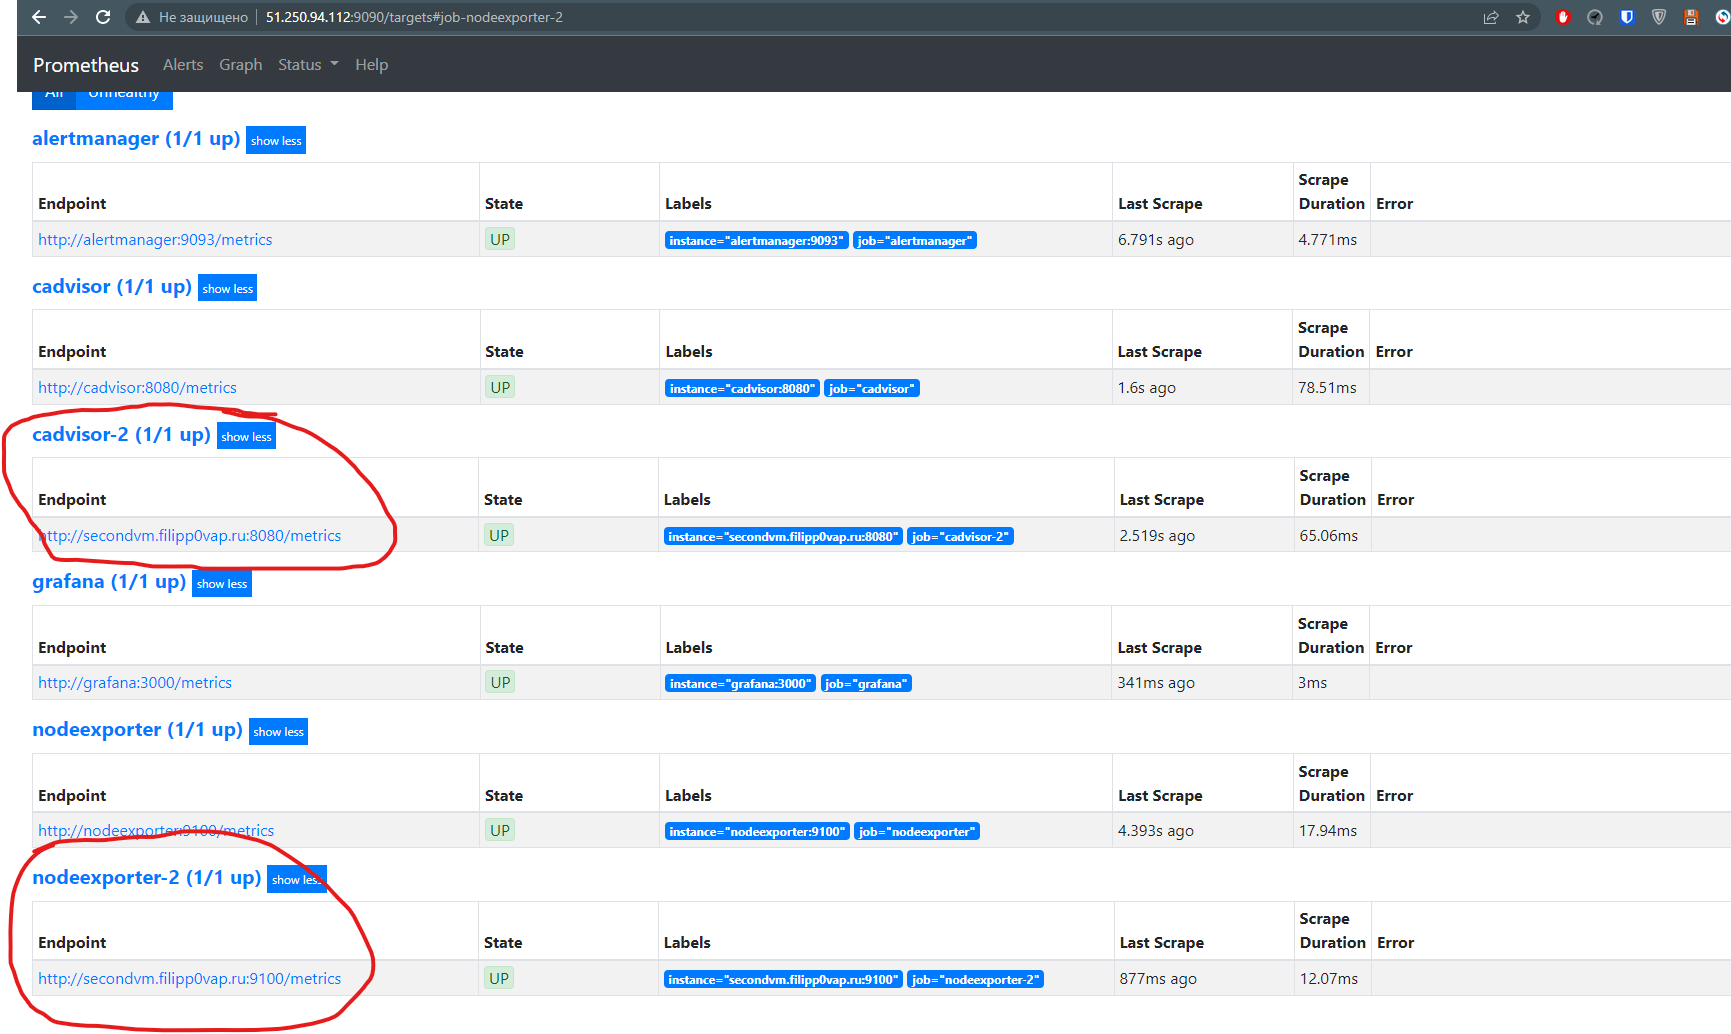 Не защищено 51.250.94.112:9090/targets#job-nodeexporter-2
Prometheus Alerts Graph Status Help
All Unhealthy
alertmanager (1/1 up) show less
Endpoint State Labels Last Scrape Scrape Duration Error
http://alertmanager:9093/metrics UP instance="alertmanager:9093" job="alertmanager" 6.791s ago 4.771ms
cadvisor (1/1 up) show less
Endpoint State Labels Last Scrape Scrape Duration Error
http://cadvisor:8080/metrics UP instance="cadvisor:8080" job="cadvisor" 1.6s ago 78.51ms
cadvisor-2 (1/1 up) show less
Endpoint State Labels Last Scrape Scrape Duration Error
http://secondvm.filipp0vap.ru:8080/metrics UP instance="secondvm.filipp0vap.ru:8080" job="cadvisor-2" 2.519s ago 65.06ms
grafana (1/1 up) show less
Endpoint State Labels Last Scrape Scrape Duration Error
http://grafana:3000/metrics UP instance="grafana:3000" job="grafana" 341ms ago 3ms
nodeexporter (1/1 up) show less
Endpoint State Labels Last Scrape Scrape Duration Error
http://nodeexporter:9100/metrics UP instance="nodeexporter:9100" job="nodeexporter" 4.393s ago 17.94ms
nodeexporter-2 (1/1 up) show less
Endpoint State Labels Last Scrape Scrape Duration Error
http://secondvm.filipp0vap.ru:9100/metrics UP instance="secondvm.filipp0vap.ru:9100" job="nodeexporter-2" 877ms ago 12.07ms